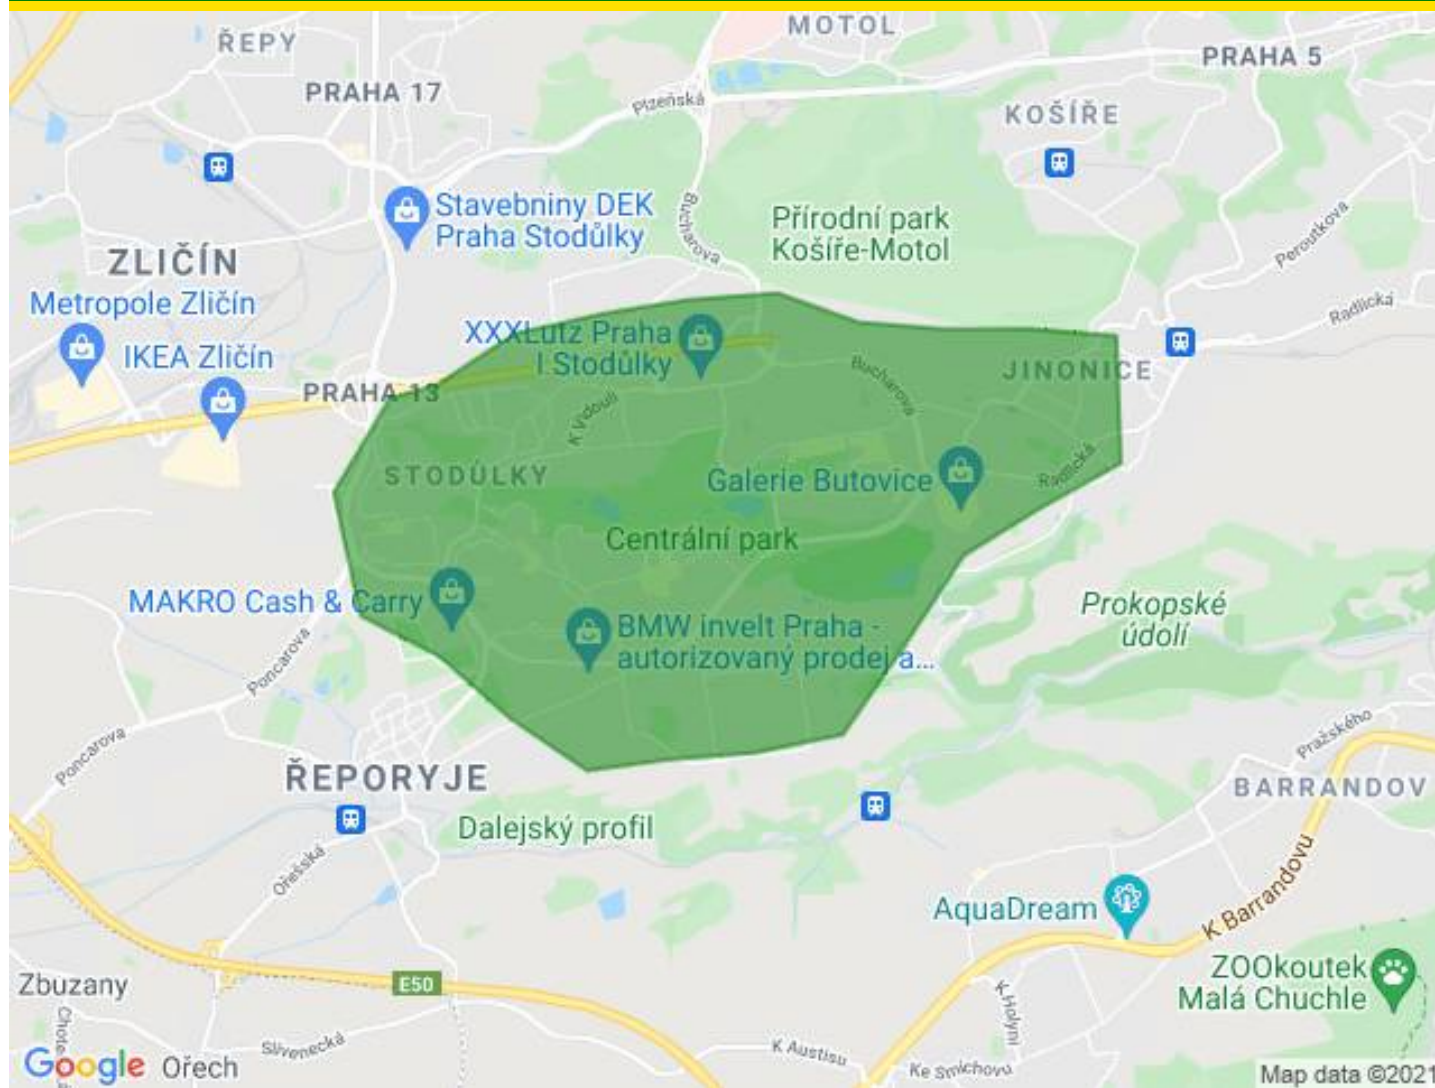 MOTOL
ŘEPY
PRAHA 5
PRAHA 17
Plzeňská
KOŠÍŘE
Stavebniny DEK
Praha Stodůlky
Bucharova
Přírodní park
Košíře-Motol
Peroutkova
ZLIČÍN
Metropole Zličín
Radlická
XXXLutz Praha
I Stodůlky
IKEA Zličín
Bucharova
JINONICE
PRAHA 13
K Vidouli
STODŮLKY
Galerie Butovice
Radlická
Centrální park
MAKRO Cash & Carry
Prokopské
údolí
BMW invelt Praha -
autorizovaný prodej a...
Poncarova
Poncarova
Pražského
ŘEPORYJE
BARRANDOV
Dalejský profil
Ořešská
K Barrandovu
AquaDream
ZOOkoutek
Malá Chuchle
Zbuzany
E50
K Holyni
Chote
Slivenecká
K Austisu
Ke Smíchovu
Google
Ořech
Map data ©2021